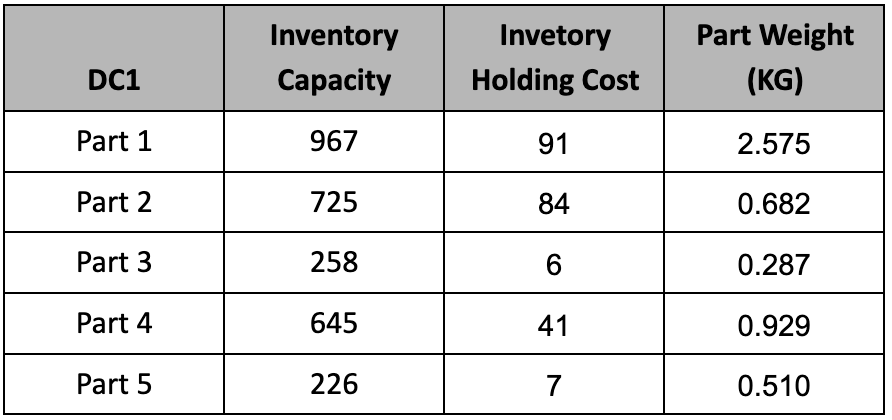 DC1 Inventory Capacity Invetory Holding Cost Part Weight (KG)
Part 1 967 91 2.575
Part 2 725 84 0.682
Part 3 258 6 0.287
Part 4 645 41 0.929
Part 5 226 7 0.510